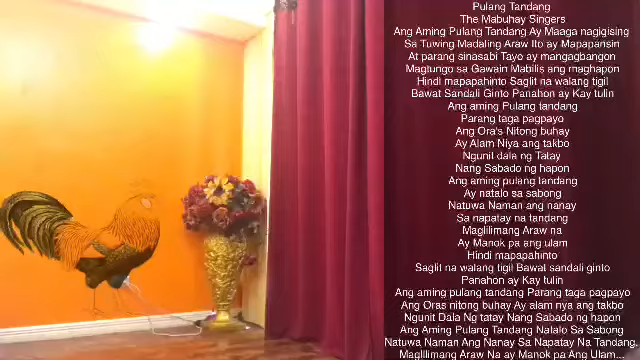 Pulang Tandang
The Mabuhay Singers
Ang Aming Pulang Tandang Ay Maaga nagigising
Sa Tuwing Madaling Araw Ito ay Mapapansin
At parang sinasabi Tayo ay mangagbangon
Magtungo sa Gawain Mabilis ang maghapon
Hindi mapapahinto Saglit na walang tigil
Bawat Sandali Ginto Panahon ay Kay tulin
Ang aming Pulang tandang
Parang taga pagpayo
Ang Ora's Nitong buhay
Ay Alam Niya ang takbo
Ngunit dala ng Tatay
Nang Sabado ng hapon
Ang aming pulang tandang
Ay natalo sa sabong
Natuwa Naman ang nanay
Sa napatay na tandang
Maglilimang Araw na
Ay Manok pa ang ulam
Hindi mapapahinto
Saglit na walang tigil Bawat sandali ginto
Panahon ay Kay tulin
Ang aming pulang tandang Parang taga pagpayo
Ang Oras nitong buhay Ay alam nya ang takbo
Ngunit Dala Ng tatay Nang Sabado ng hapon
Ang Aming Pulang Tandang Natalo Sa Sabong
Natuwa Naman Ang Nanay Sa Napatay Na Tandang,
Maglilimang Araw Na ay Manok pa Ang Ulam...